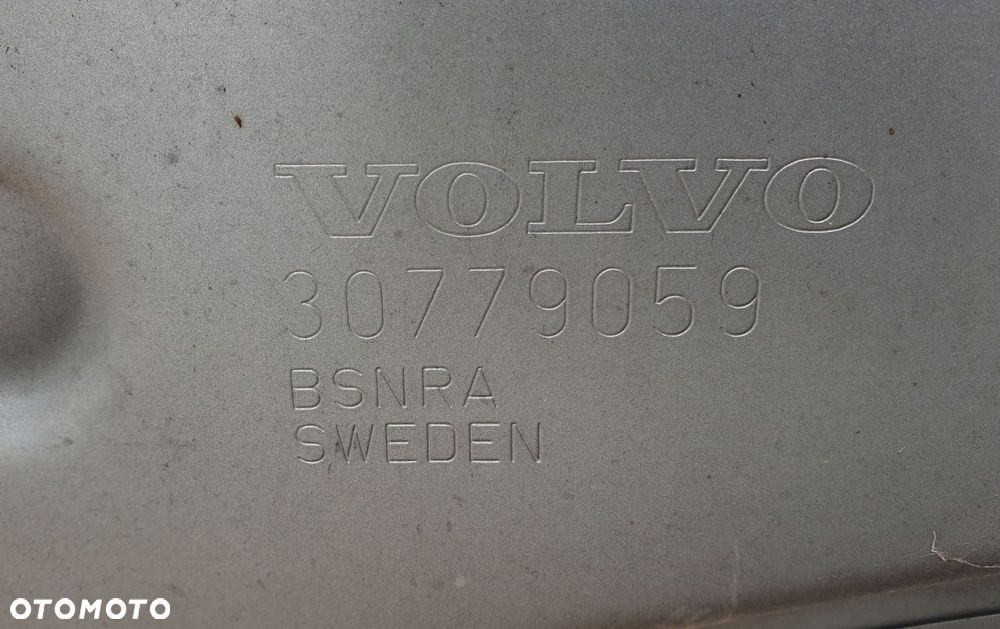 VOLVO
30779059
BSNRA
SWEDEN
OTOMOTO